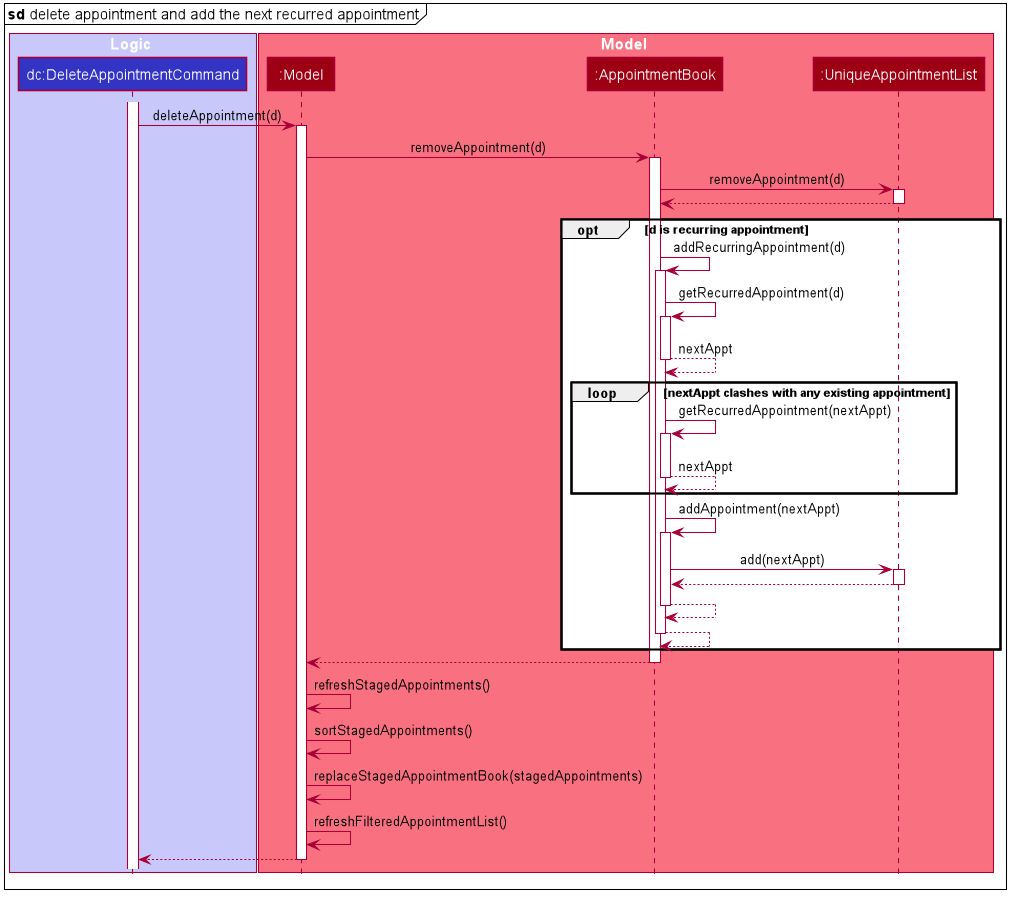 sd delete appointment and add the next recurred appointment
Logic
Model
dc:DeleteAppointmentCommand
:Model
:AppointmentBook
:UniqueAppointmentList
deleteAppointment(d)
removeAppointment(d)
removeAppointment(d)
opt
[d is recurring appointment]
addRecurringAppointment(d)
getRecurredAppointment(d)
nextAppt
loop
[nextAppt clashes with any existing appointment]
getRecurredAppointment(nextAppt)
nextAppt
addAppointment(nextAppt)
add(nextAppt)
refreshStagedAppointments()
sortStagedAppointments()
replaceStagedAppointmentBook(stagedAppointments)
refreshFilteredAppointmentList()